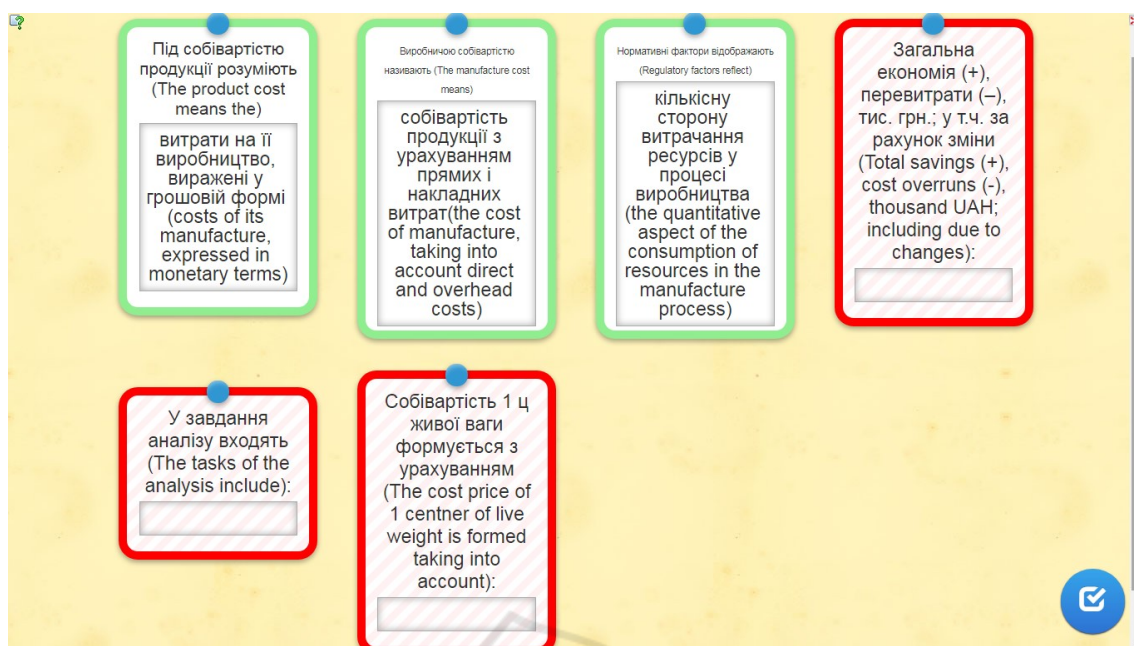 Під собівартістю
продукції розуміють
(The product cost
means the)
витрати на її
виробництво,
виражені у
грошовій формі
(costs of its
manufacture,
expressed in
monetary terms)
Виробничою собівартістю
називають (The manufacture cost
means)
собівартість
продукції з
урахуванням
прямих і
накладних
витрат(the cost
of manufacture,
taking into
account direct
and overhead
costs)
Нормативні фактори відображають
(Regulatory factors reflect)
кількісну
сторону
витрачання
ресурсів у
процесі
виробництва
(the quantitative
aspect of the
consumption of
resources in the
manufacture
process)
Загальна
економія (+),
перевитрати (–),
тис. грн.; у т.ч. за
рахунок зміни
(Total savings (+),
cost overruns (-),
thousand UAH;
including due to
changes):
У завдання
аналізу входять
(The tasks of the
analysis include):
Собівартість 1 ц
живої ваги
формується з
урахуванням
(The cost price of
1 centner of live
weight is formed
taking into
account):